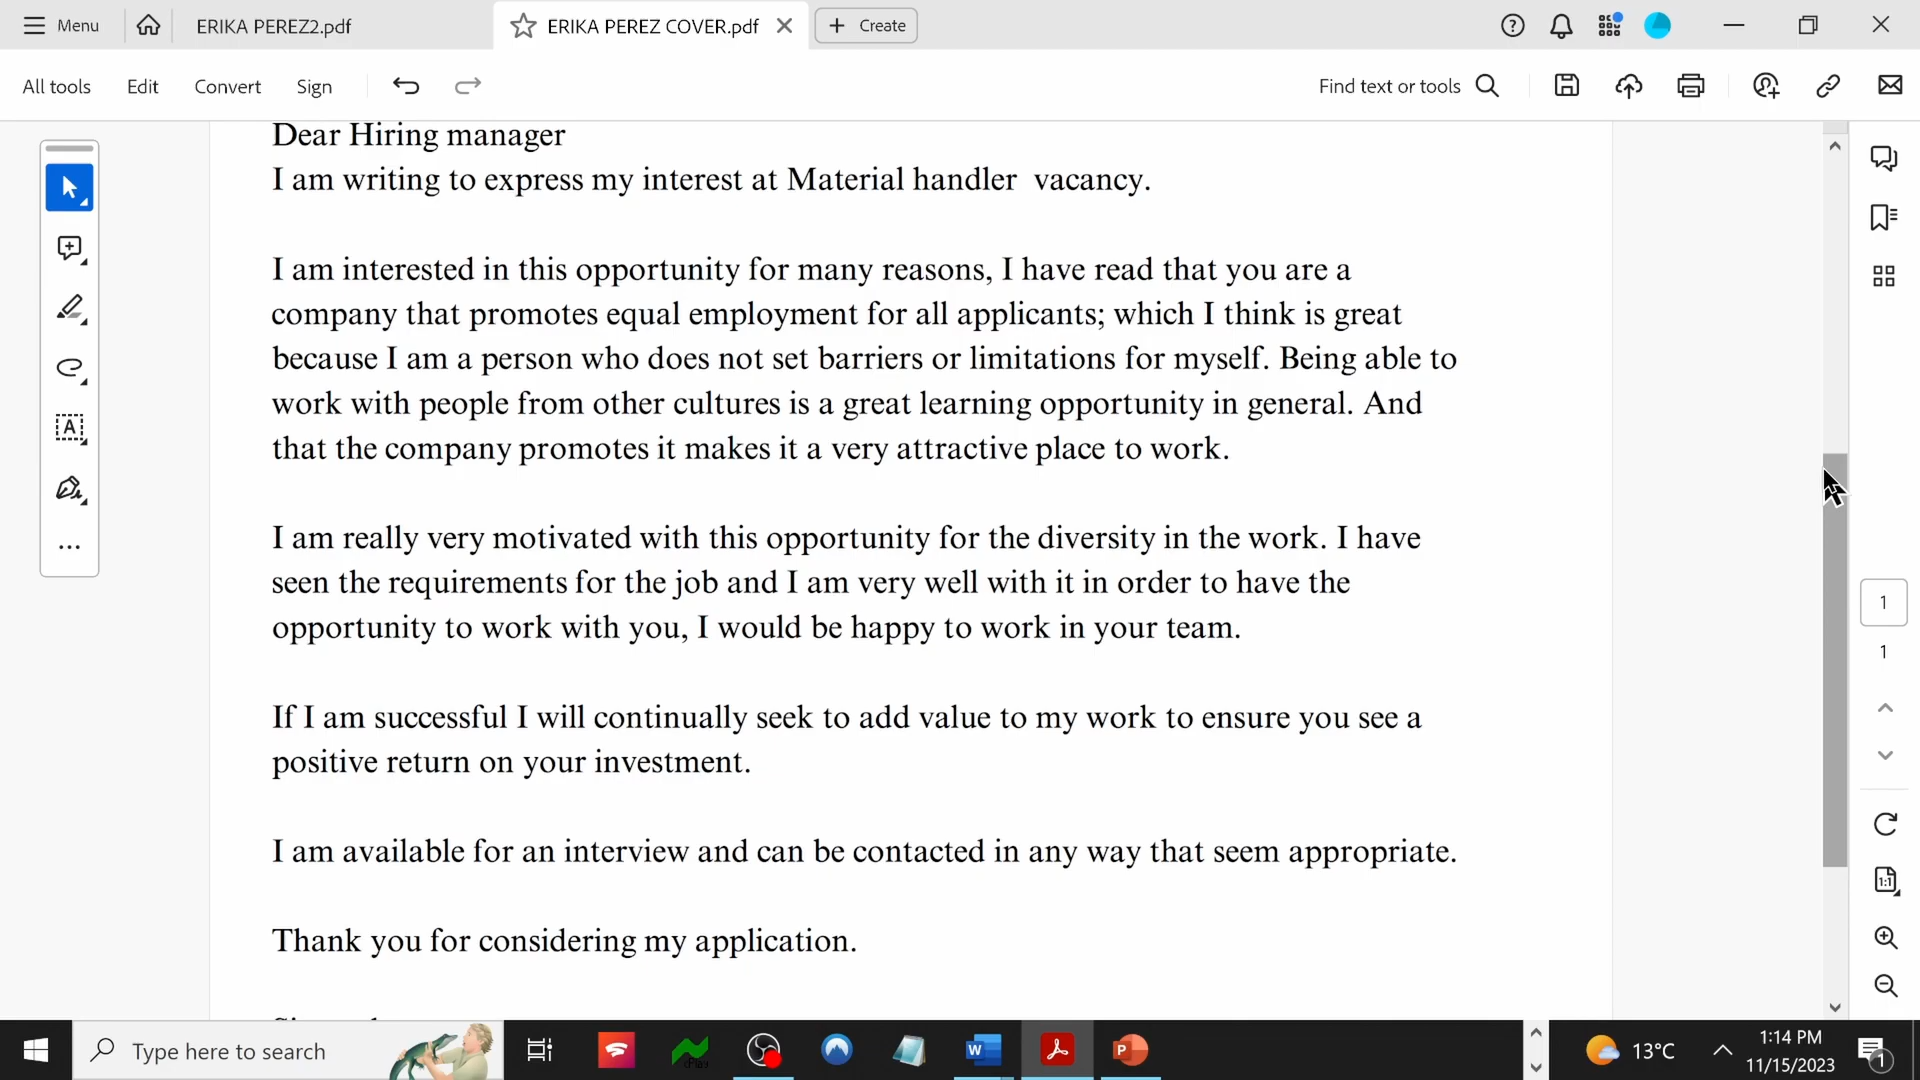 Menu
ERIKA PEREZ2.pdf
ERIKA PEREZ COVER.pdf
Create
All tools
Edit
Convert
Sign
Find text or tools
Dear Hiring manager
I am writing to express my interest at Material handler  vacancy.
I am interested in this opportunity for many reasons, I have read that you are a
company that promotes equal employment for all applicants; which I think is great
because I am a person who does not set barriers or limitations for myself. Being able to
work with people from other cultures is a great learning opportunity in general. And
that the company promotes it makes it a very attractive place to work.
I am really very motivated with this opportunity for the diversity in the work. I have
seen the requirements for the job and I am very well with it in order to have the
opportunity to work with you, I would be happy to work in your team.
If I am successful I will continually seek to add value to my work to ensure you see a
positive return on your investment.
I am available for an interview and can be contacted in any way that seem appropriate.
Thank you for considering my application.
1
1
Type here to search
13°C
1:14 PM
11/15/2023
1